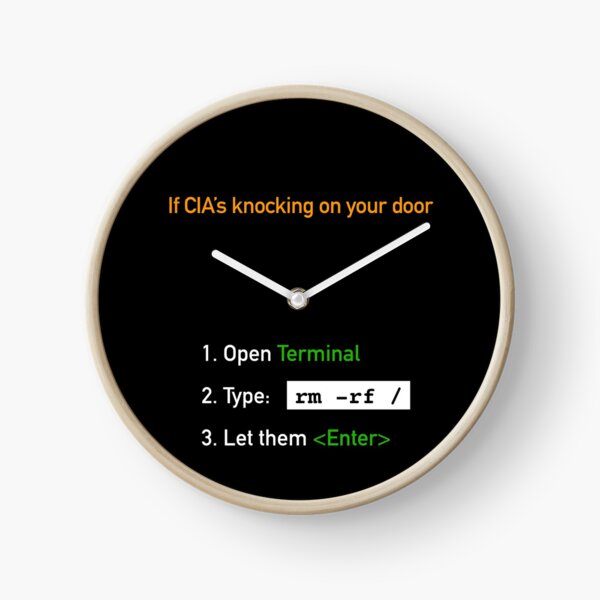 If CIA's knocking on your door
1. Open Terminal
2. Type: rm -rf /
3. Let them <Enter>